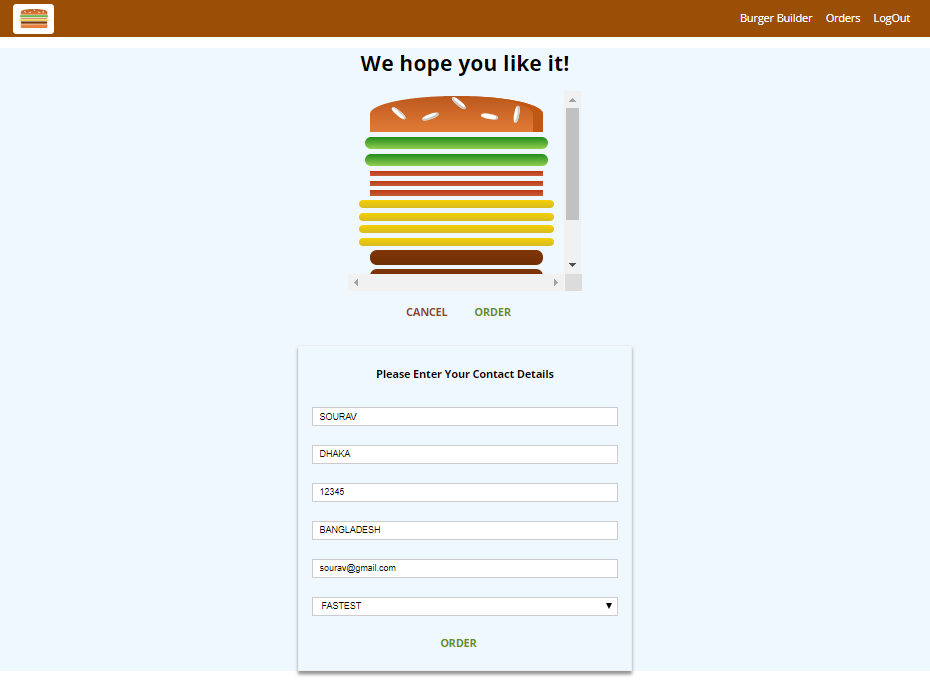 Burger Builder Orders LogOut
We hope you like it!
CANCEL ORDER
Please Enter Your Contact Details
SOURAV
DHAKA
12345
BANGLADESH
sourav@gmail.com
FASTEST
ORDER